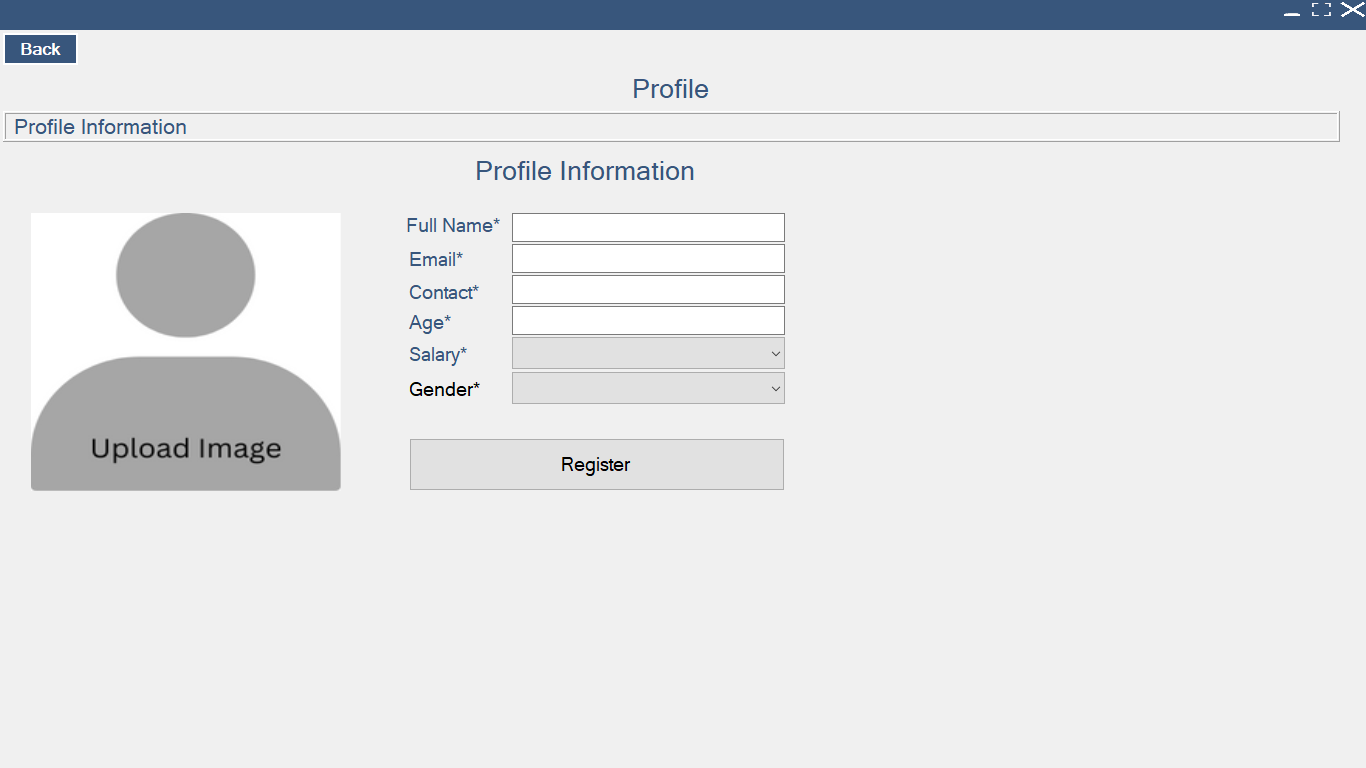 Back
Profile
Profile Information
Profile Information
Full Name*
Email*
Contact*
Age*
Salary*
Gender*
Upload Image
Register